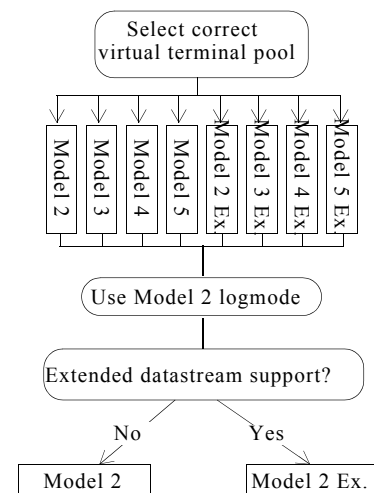 Select correct
virtual terminal pool
Model 2
Model 3
Model 4
Model 5
Model 2 Ex.
Model 3 Ex.
Model 4 Ex.
Model 5 Ex.
Use Model 2 logmode
Extended datastream support?
No
Yes
Model 2
Model 2 Ex.